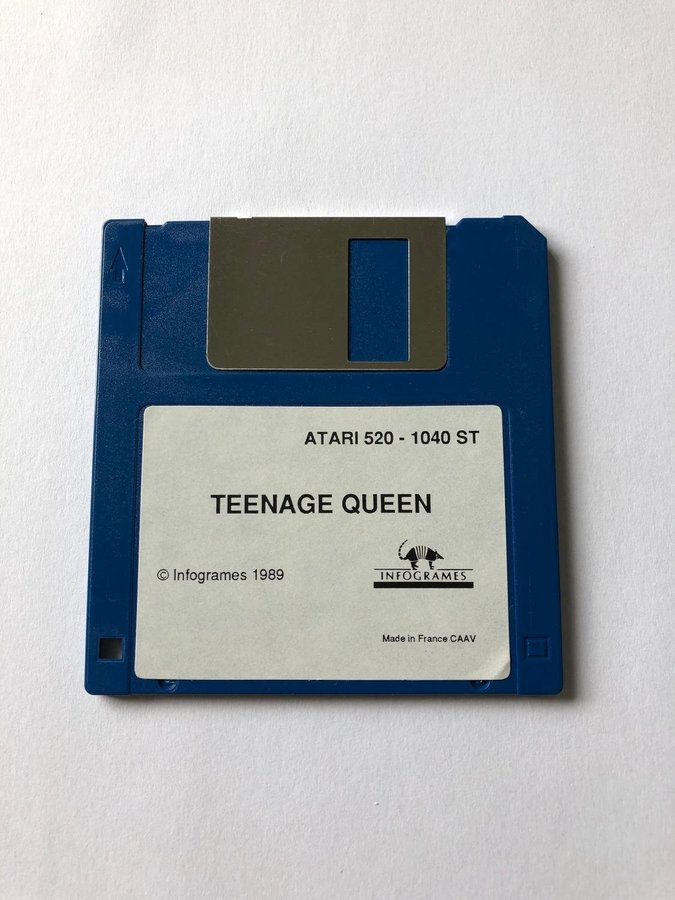 ATARI 520 - 1040 ST
TEENAGE QUEEN
© Infogrames 1989
INFOGRAMES
Made in France CAAV